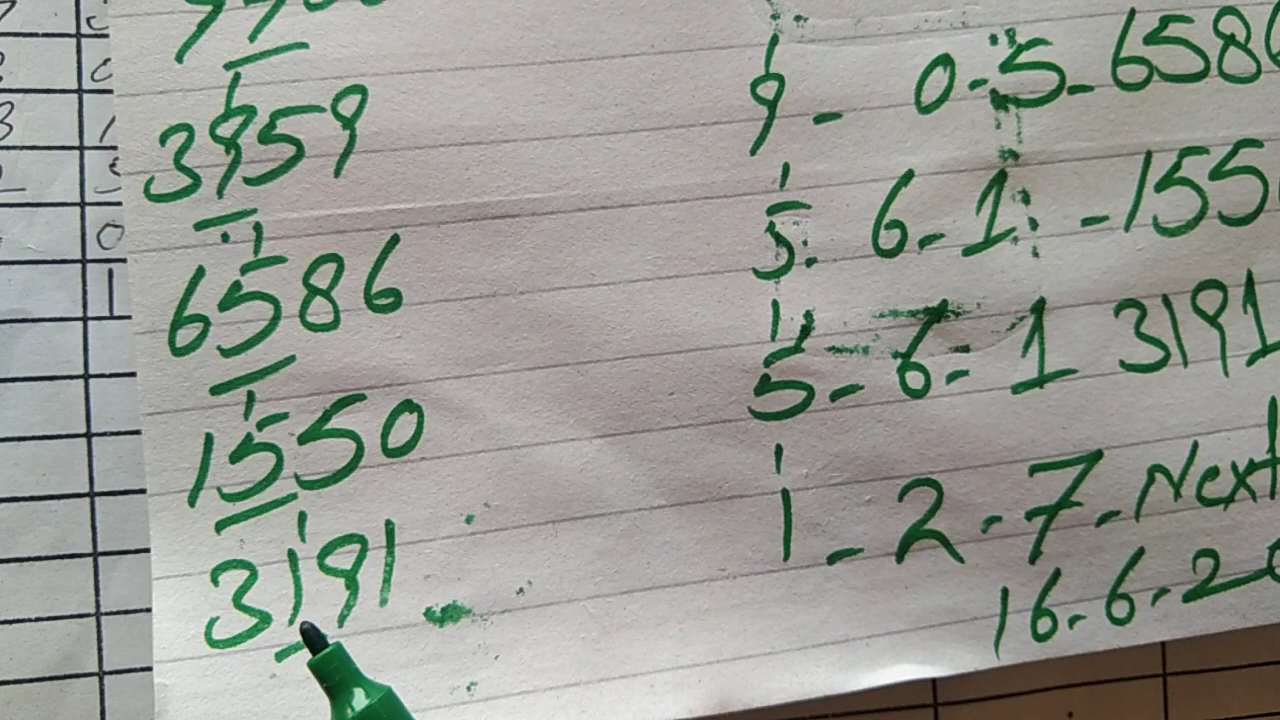 3959
6586
1550
3191
9 - 0 - 5 - 658
5. 6 - 1 - 155
5 - 6 - 1 3191
1 - 2 - 7 - Next
16.6.2